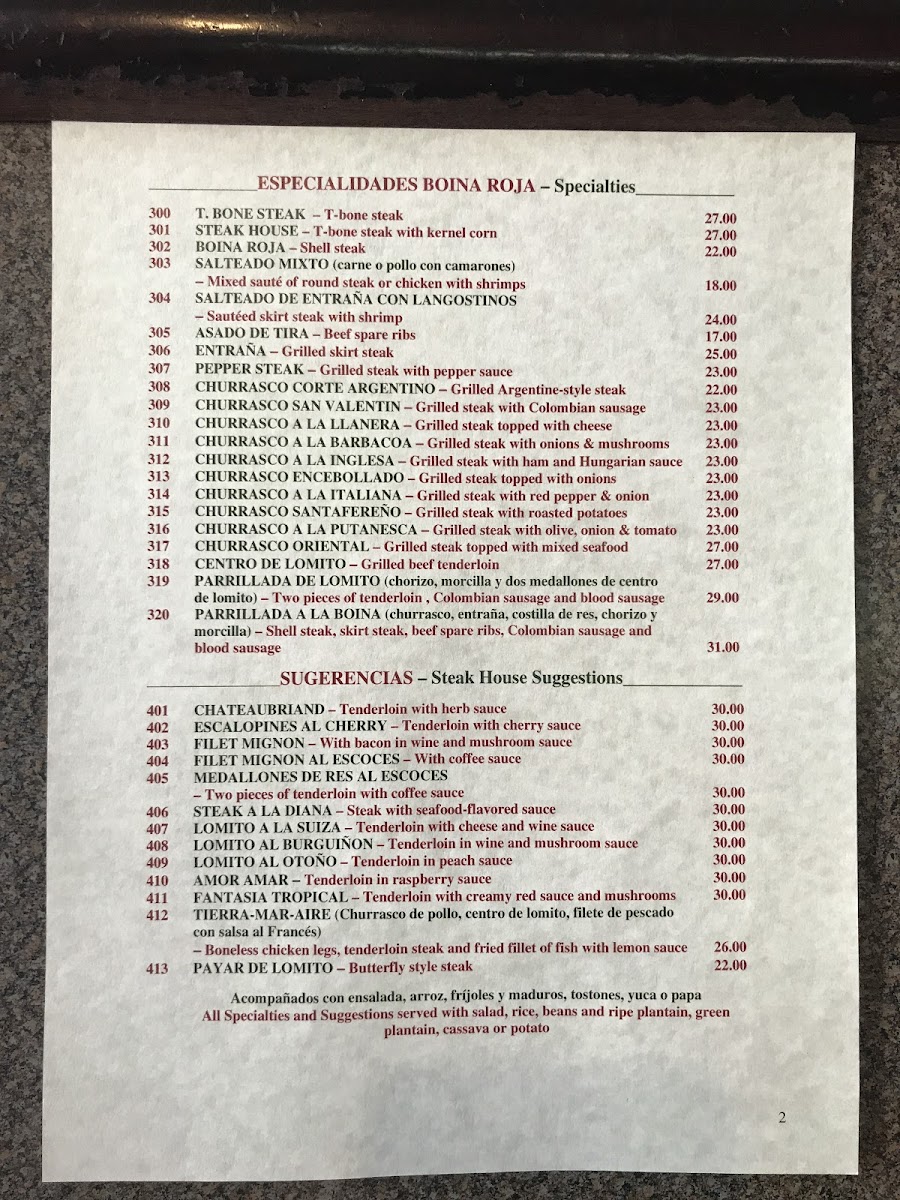 ESPECIALIDADES BOINA ROJA – Specialties
300 T. BONE STEAK – T-bone steak 27.00
301 STEAK HOUSE – T-bone steak with kernel corn 27.00
302 BOINA ROJA – Shell steak 22.00
303 SALTEADO MIXTO (carne o pollo con camarones)
– Mixed sauté of round steak or chicken with shrimps 18.00
304 SALTEADO DE ENTRAÑA CON LANGOSTINOS
– Sautéed skirt steak with shrimp 24.00
305 ASADO DE TIRA – Beef spare ribs 17.00
306 ENTRAÑA – Grilled skirt steak 25.00
307 PEPPER STEAK – Grilled steak with pepper sauce 23.00
308 CHURRASCO CORTE ARGENTINO – Grilled Argentine-style steak 22.00
309 CHURRASCO SAN VALENTIN – Grilled steak with Colombian sausage 23.00
310 CHURRASCO A LA LLANERA – Grilled steak topped with cheese 23.00
311 CHURRASCO A LA BARBACOA – Grilled steak with onions & mushrooms 23.00
312 CHURRASCO A LA INGLESA – Grilled steak with ham and Hungarian sauce 23.00
313 CHURRASCO ENCEBOLLADO – Grilled steak topped with onions 23.00
314 CHURRASCO A LA ITALIANA – Grilled steak with red pepper & onion 23.00
315 CHURRASCO SANTAFEREÑO – Grilled steak with roasted potatoes 23.00
316 CHURRASCO A LA PUTANESCA – Grilled steak with olive, onion & tomato 23.00
317 CHURRASCO ORIENTAL – Grilled steak topped with mixed seafood 27.00
318 CENTRO DE LOMITO – Grilled beef tenderloin 27.00
319 PARRILLADA DE LOMITO (chorizo, morcilla y dos medallones de centro
de lomito) – Two pieces of tenderloin , Colombian sausage and blood sausage 29.00
320 PARRILLADA A LA BOINA (churrasco, entraña, costilla de res, chorizo y
morcilla) – Shell steak, skirt steak, beef spare ribs, Colombian sausage and
blood sausage 31.00
SUGERENCIAS – Steak House Suggestions
401 CHATEAUBRIAND – Tenderloin with herb sauce 30.00
402 ESCALOPINES AL CHERRY – Tenderloin with cherry sauce 30.00
403 FILET MIGNON – With bacon in wine and mushroom sauce 30.00
404 FILET MIGNON AL ESCOCES – With coffee sauce 30.00
405 MEDALLONES DE RES AL ESCOCES
– Two pieces of tenderloin with coffee sauce 30.00
406 STEAK A LA DIANA – Steak with seafood-flavored sauce 30.00
407 LOMITO A LA SUIZA – Tenderloin with cheese and wine sauce 30.00
408 LOMITO AL BURGUIÑON – Tenderloin in wine and mushroom sauce 30.00
409 LOMITO AL OTOÑO – Tenderloin in peach sauce 30.00
410 AMOR AMAR – Tenderloin in raspberry sauce 30.00
411 FANTASIA TROPICAL – Tenderloin with creamy red sauce and mushrooms 30.00
412 TIERRA-MAR-AIRE (Churrasco de pollo, centro de lomito, filete de pescado
con salsa al Francés)
– Boneless chicken legs, tenderloin steak and fried fillet of fish with lemon sauce 26.00
413 PAYAR DE LOMITO – Butterfly style steak 22.00
Acompañados con ensalada, arroz, fríjoles y maduros, tostones, yuca o papa
All Specialties and Suggestions served with salad, rice, beans and ripe plantain, green
plantain, cassava or potato
2